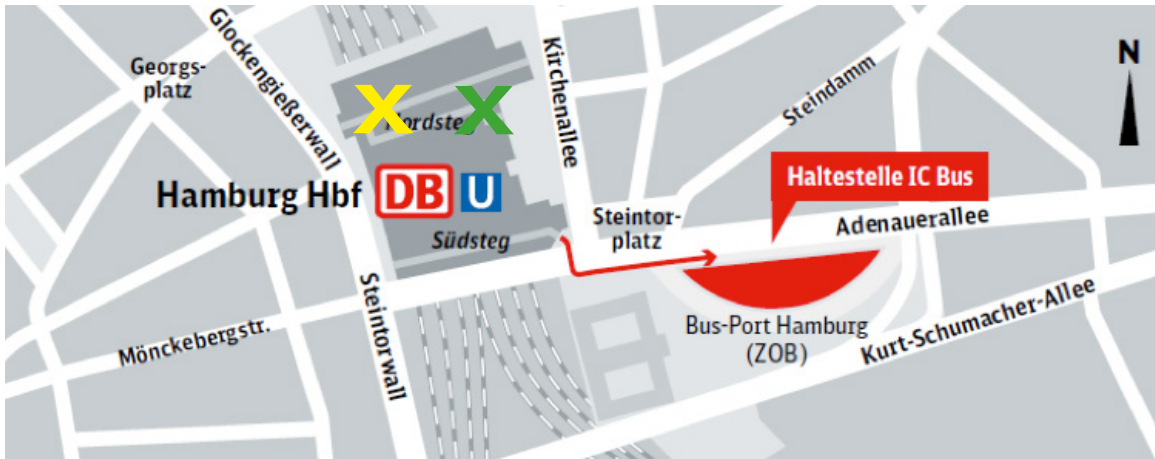 Georgs-
platz
Glockengießerwall
Nordsteg
Kirchenallee
Steindamm
N
Hamburg Hbf DB U
Haltestelle IC Bus
Südsteg
Steintor-
platz
Adenauerallee
Steintorwall
Mönckebergstr.
Bus-Port Hamburg
(ZOB)
Kurt-Schumacher-Allee
X
X